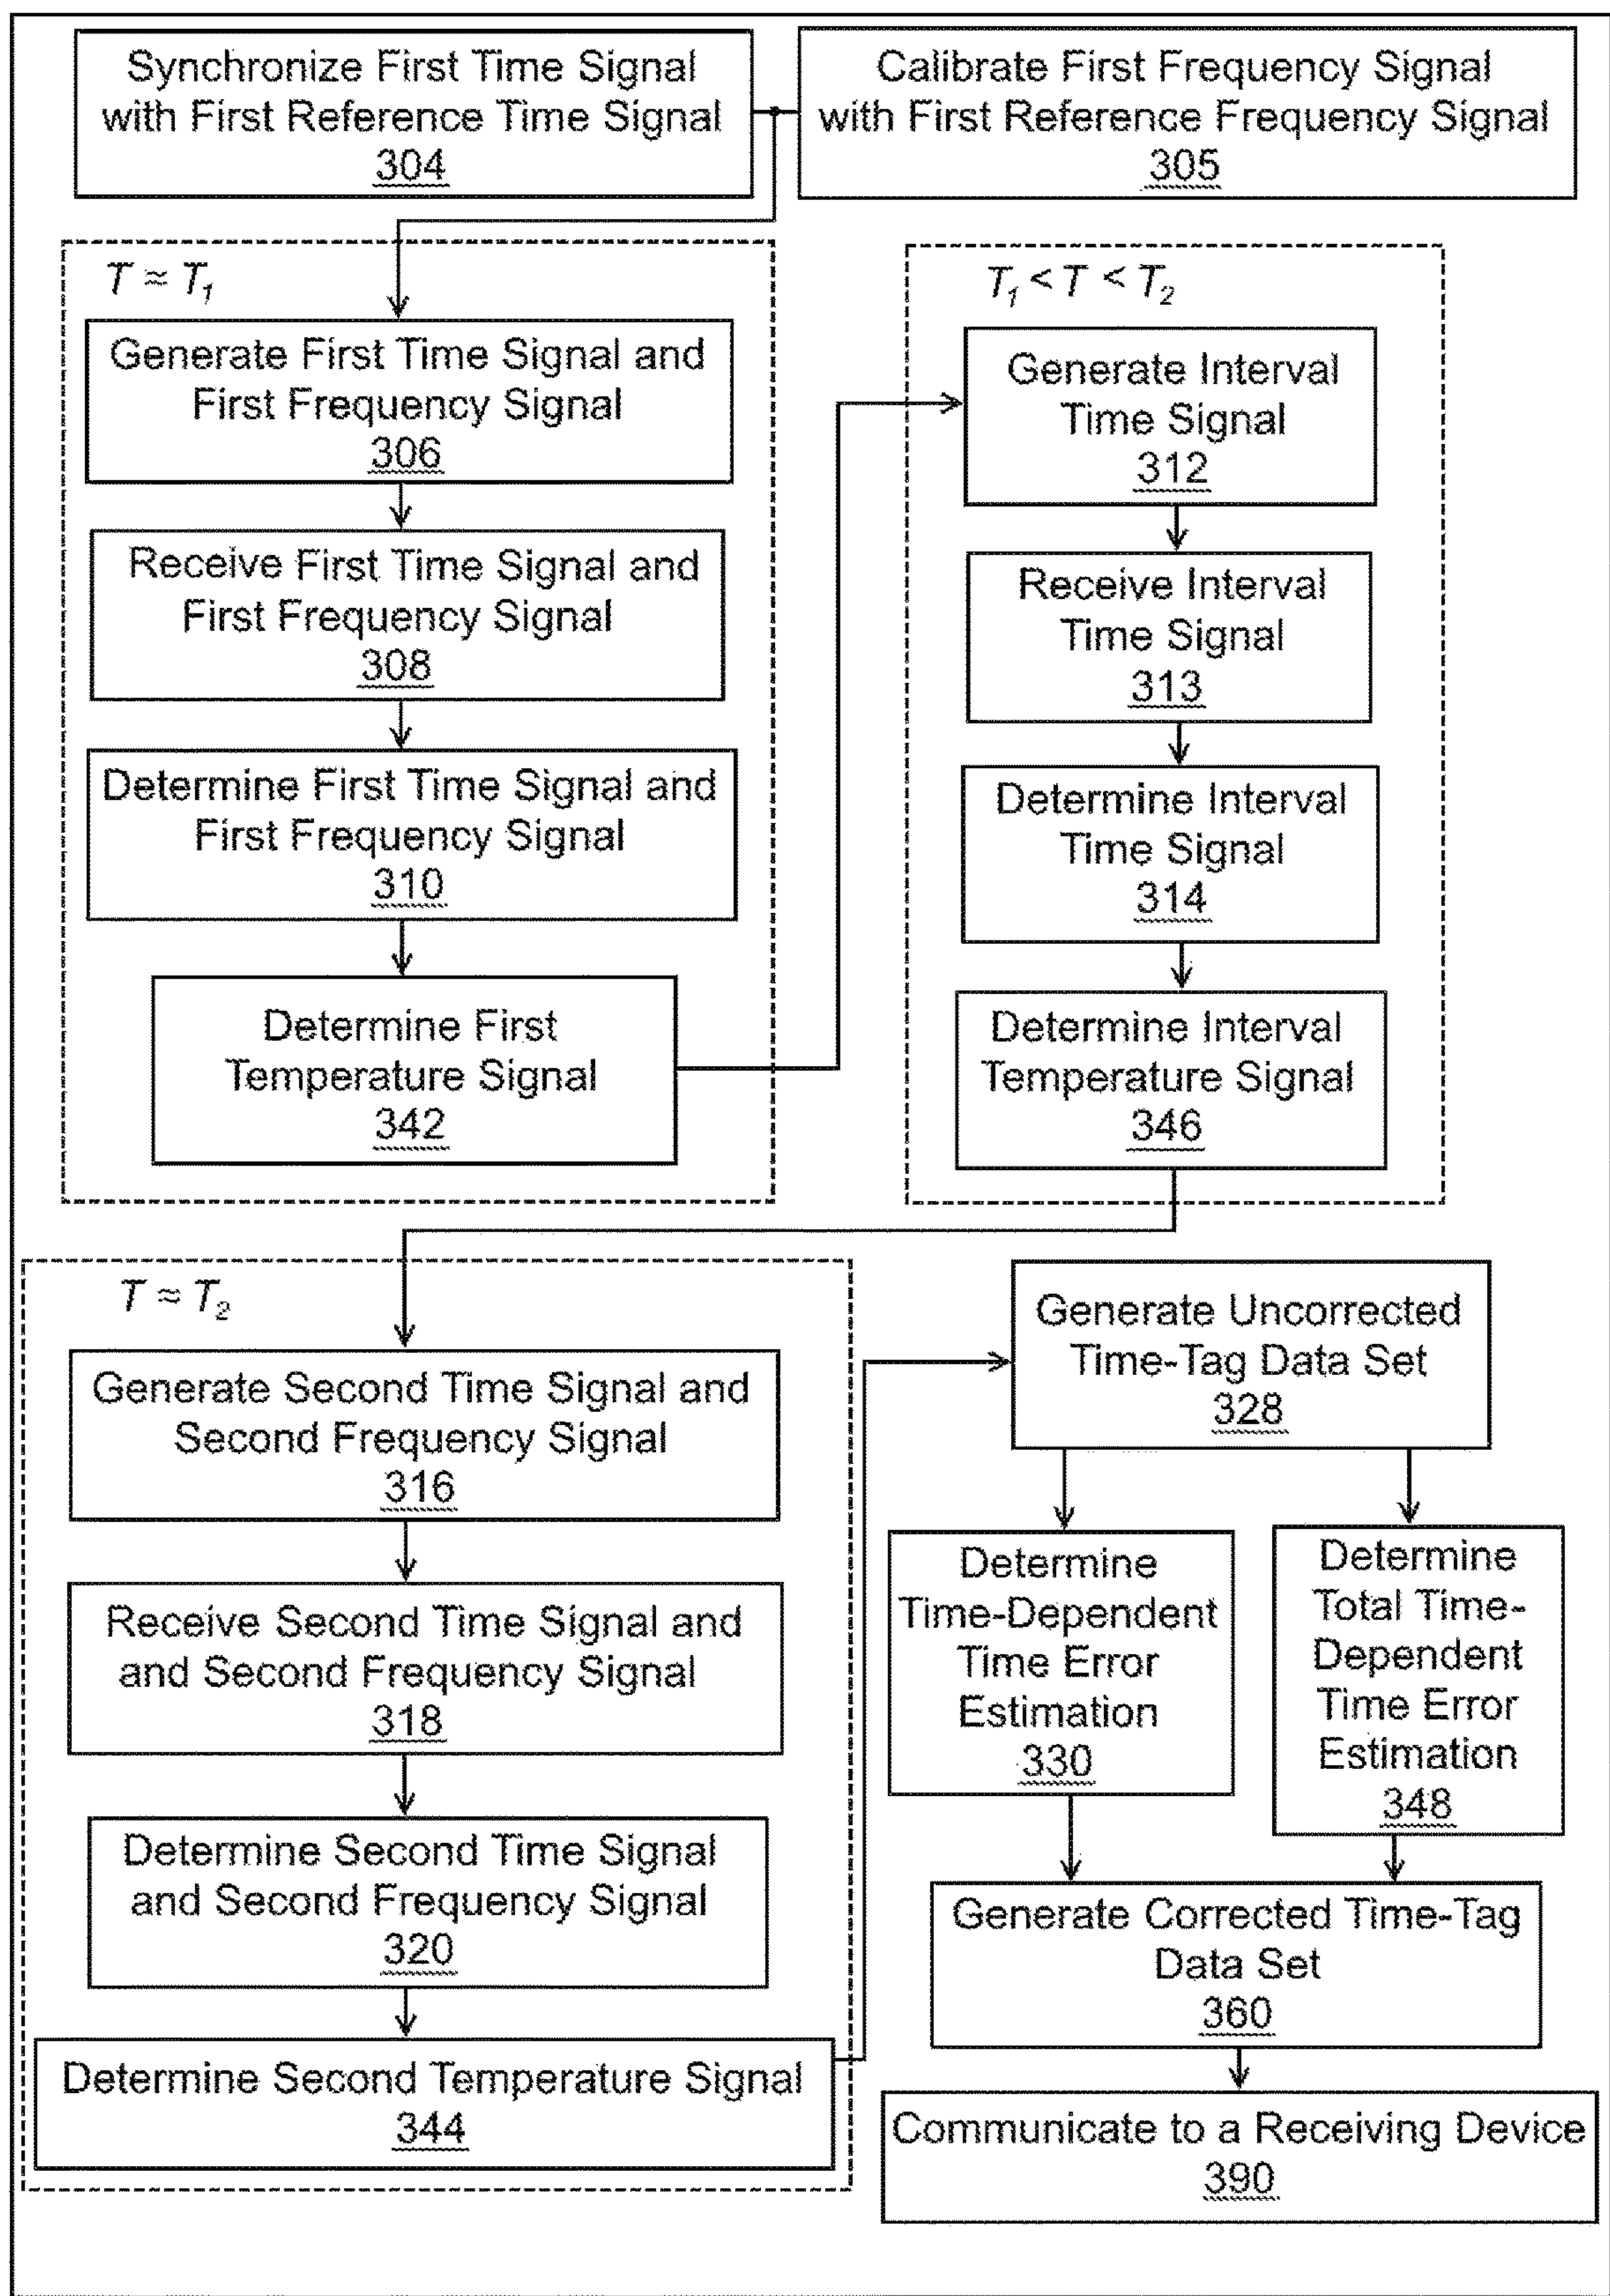 Synchronize First Time Signal
with First Reference Time Signal
304
Calibrate First Frequency Signal
with First Reference Frequency Signal
305
T ≈ T₁
Generate First Time Signal and
First Frequency Signal
306
Receive First Time Signal and
First Frequency Signal
308
Determine First Time Signal and
First Frequency Signal
310
Determine First
Temperature Signal
342
T₁ < T < T₂
Generate Interval
Time Signal
312
Receive Interval
Time Signal
313
Determine Interval
Time Signal
314
Determine Interval
Temperature Signal
346
T ≈ T₂
Generate Second Time Signal and
Second Frequency Signal
316
Receive Second Time Signal and
and Second Frequency Signal
318
Determine Second Time Signal
and Second Frequency Signal
320
Determine Second Temperature Signal
344
Generate Uncorrected
Time-Tag Data Set
328
Determine
Time-Dependent
Time Error
Estimation
330
Determine
Total Time-
Dependent
Time Error
Estimation
348
Generate Corrected Time-Tag
Data Set
360
Communicate to a Receiving Device
390